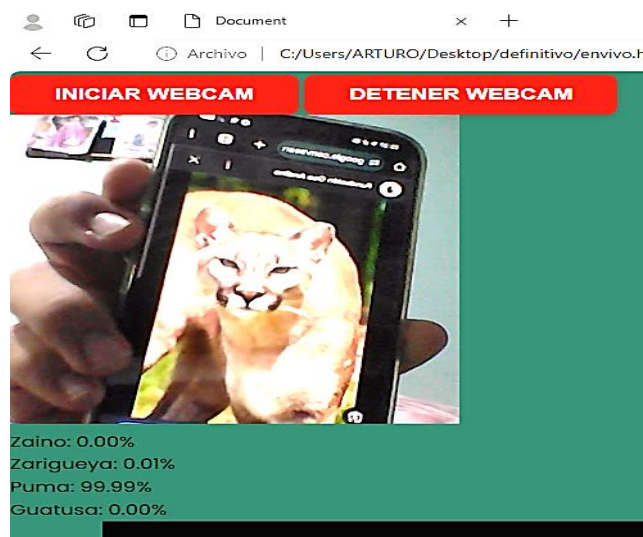 Document
Archivo | C:/Users/ARTURO/Desktop/definitivo/envivo.h
INICIAR WEBCAM DETENER WEBCAM
Zaino: 0.00%
Zarigueya: 0.01%
Puma: 99.99%
Guatusa: 0.00%